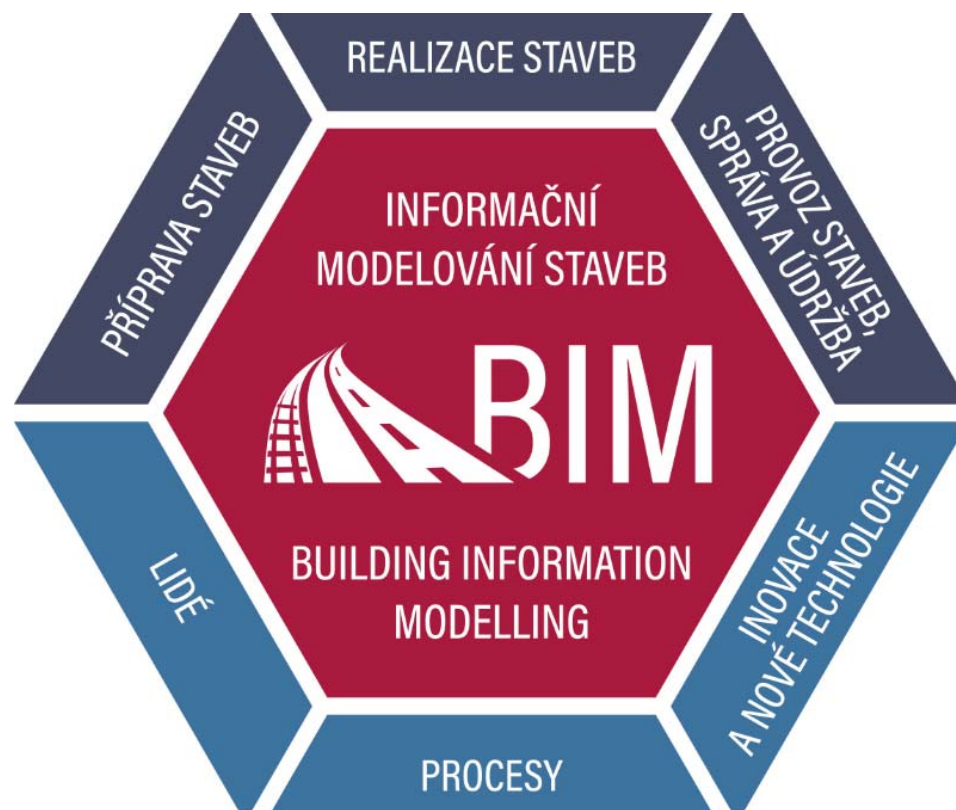 REALIZACE STAVEB
PŘÍPRAVA STAVEB
PROVOZ STAVEB,
SPRÁVA A ÚDRŽBA
INFORMAČNÍ
MODELOVÁNÍ STAVEB
BIM
BUILDING INFORMATION
MODELLING
LIDÉ
INOVACE
A NOVÉ TECHNOLOGIE
PROCESY